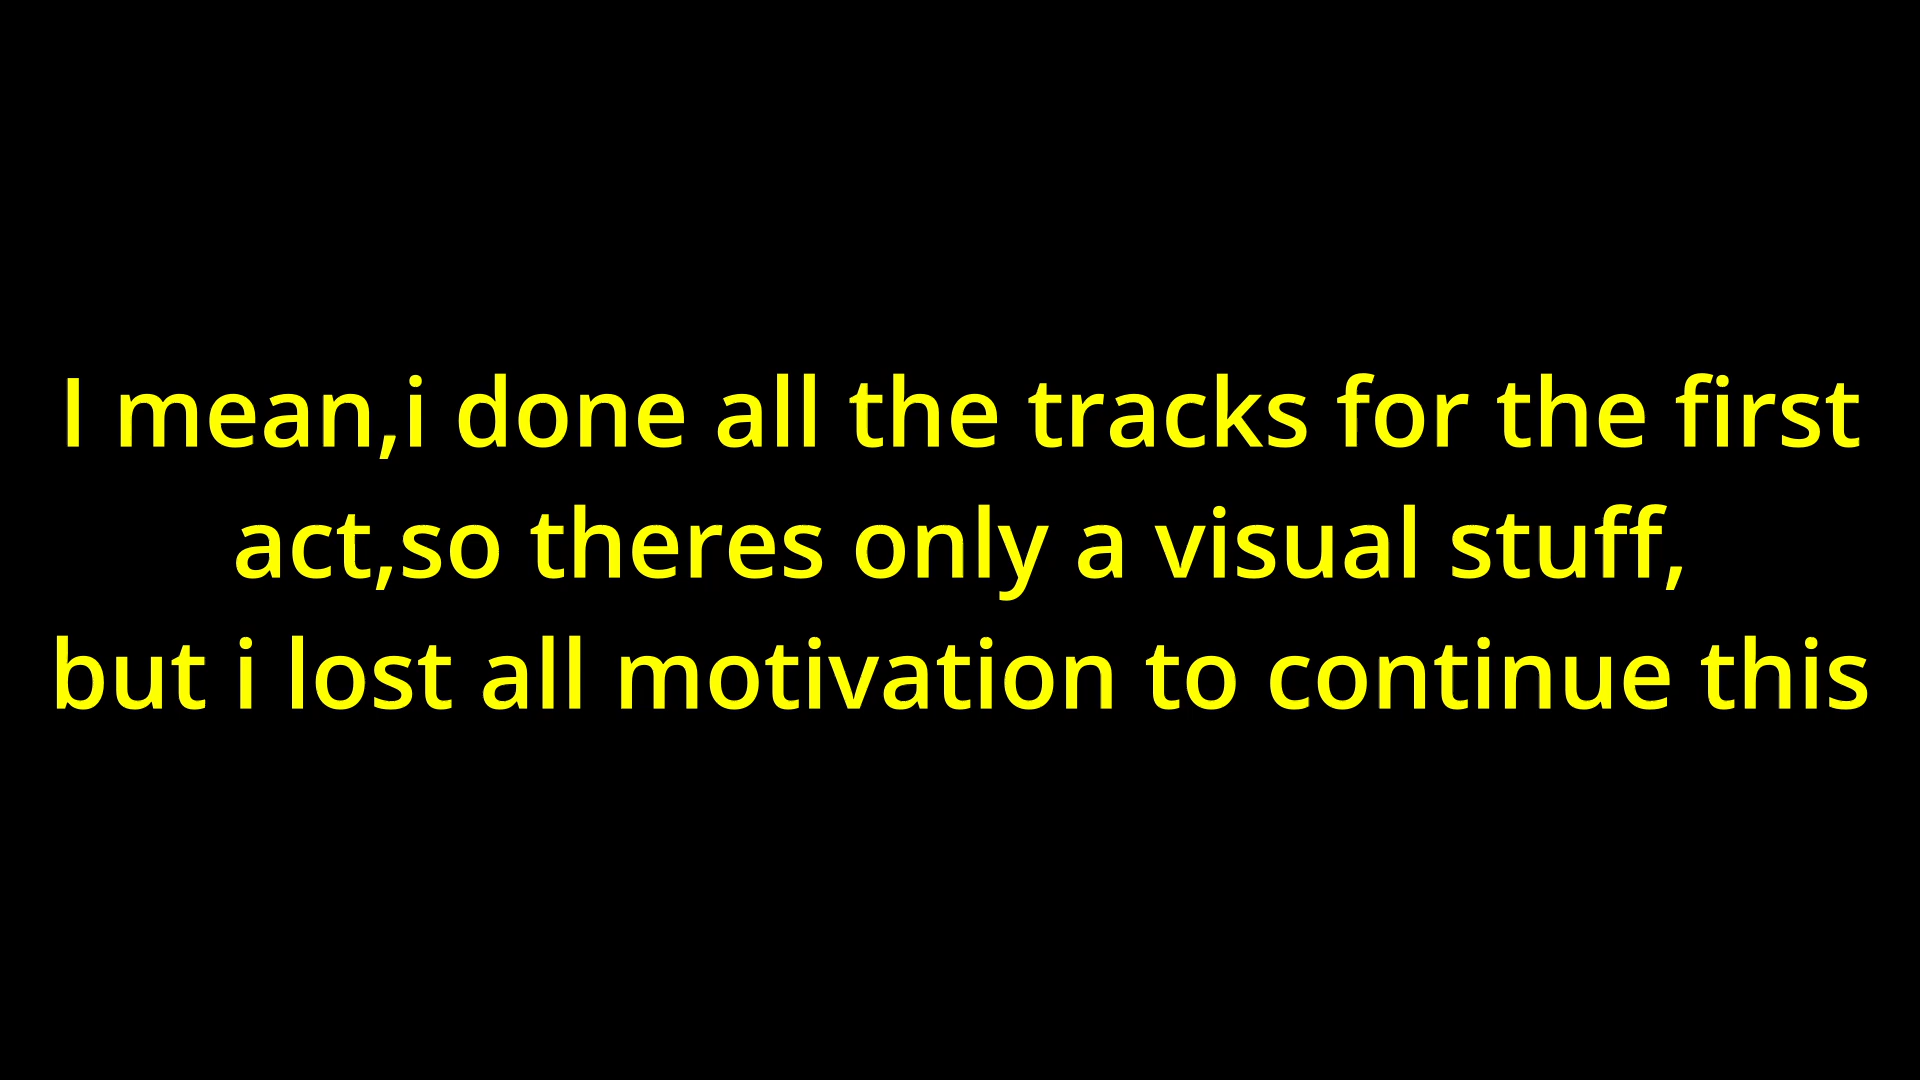 I mean,i done all the tracks for the first
act,so theres only a visual stuff,
but i lost all motivation to continue this